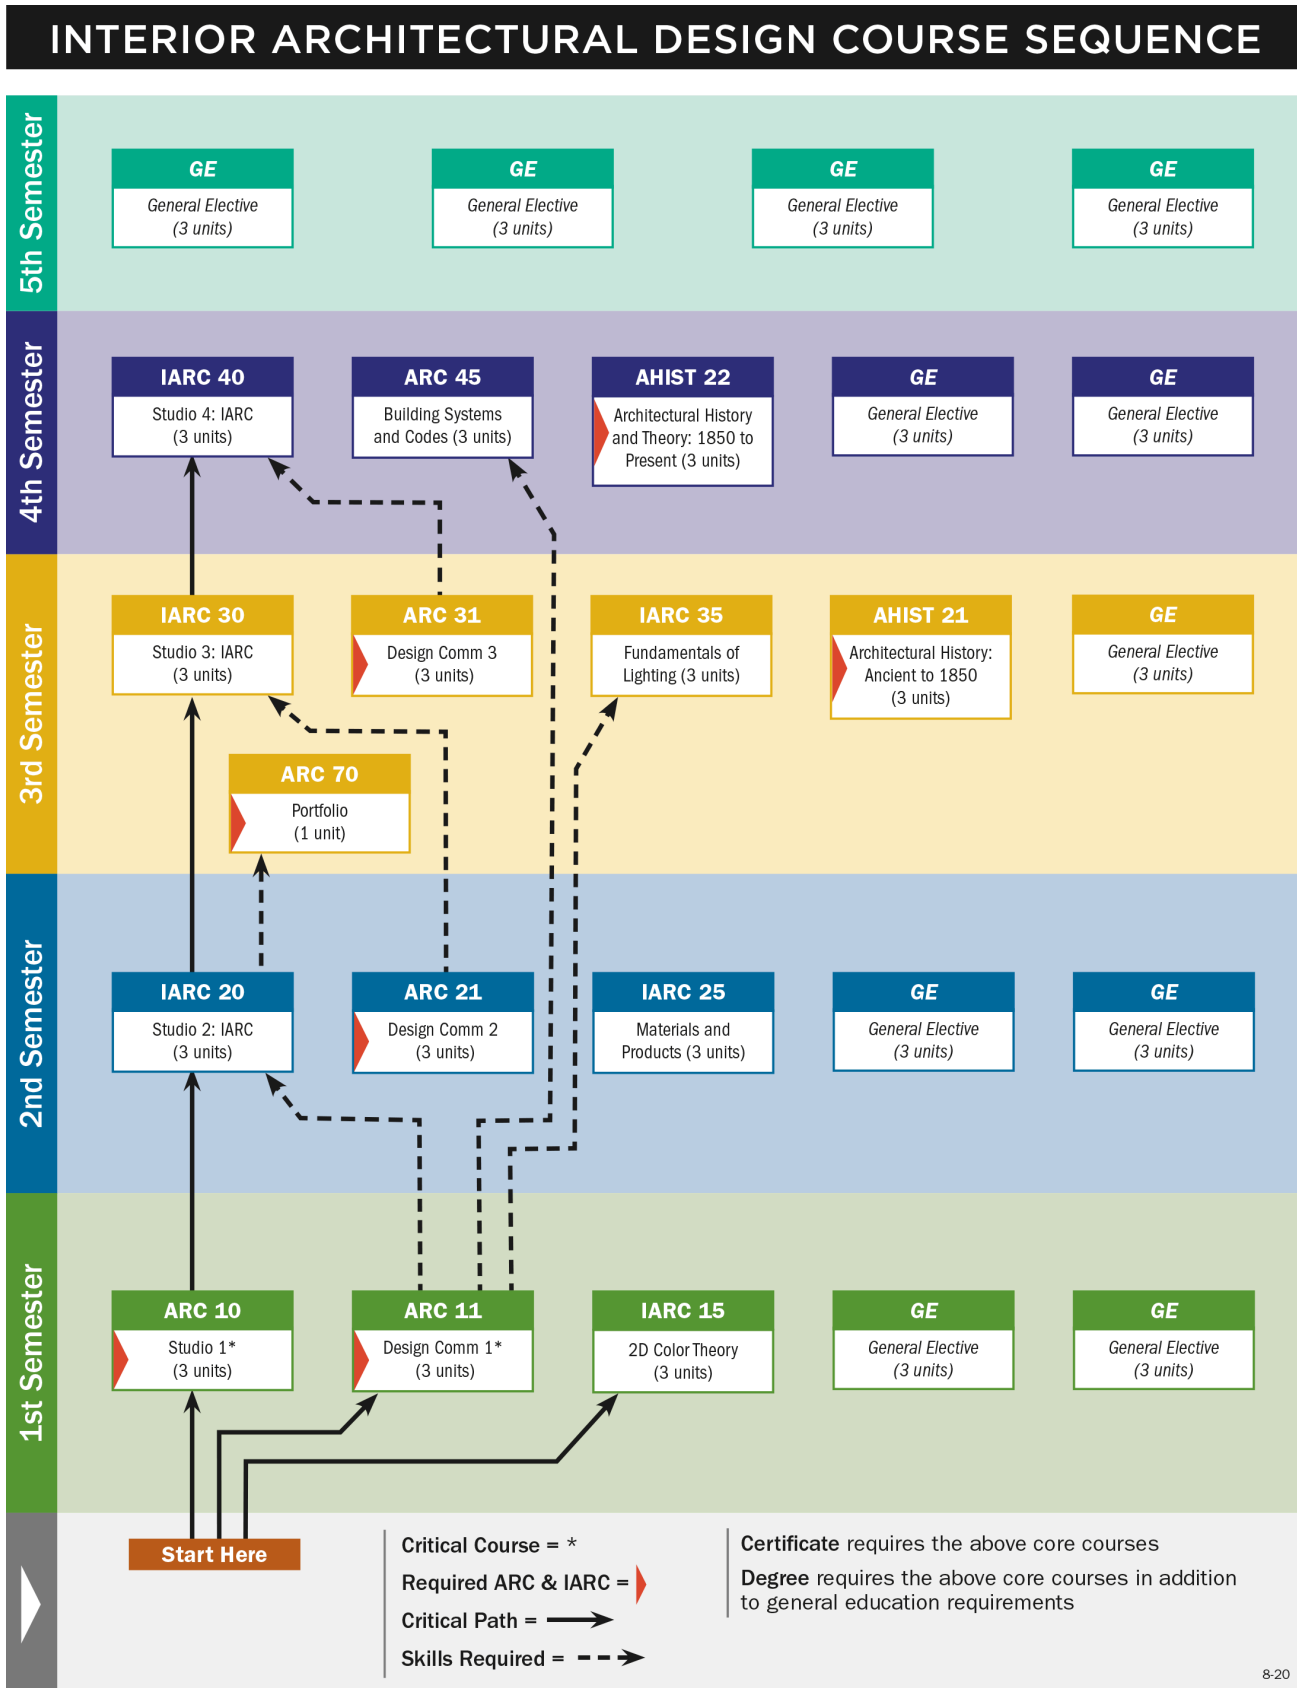 INTERIOR ARCHITECTURAL DESIGN COURSE SEQUENCE
5th Semester
GE
General Elective
(3 units)
GE
General Elective
(3 units)
GE
General Elective
(3 units)
GE
General Elective
(3 units)
4th Semester
IARC 40
Studio 4: IARC
(3 units)
ARC 45
Building Systems
and Codes (3 units)
AHIST 22
Architectural History
and Theory: 1850 to
Present (3 units)
GE
General Elective
(3 units)
GE
General Elective
(3 units)
3rd Semester
IARC 30
Studio 3: IARC
(3 units)
ARC 31
Design Comm 3
(3 units)
IARC 35
Fundamentals of
Lighting (3 units)
AHIST 21
Architectural History:
Ancient to 1850
(3 units)
GE
General Elective
(3 units)
ARC 70
Portfolio
(1 unit)
2nd Semester
IARC 20
Studio 2: IARC
(3 units)
ARC 21
Design Comm 2
(3 units)
IARC 25
Materials and
Products (3 units)
GE
General Elective
(3 units)
GE
General Elective
(3 units)
1st Semester
ARC 10
Studio 1*
(3 units)
ARC 11
Design Comm 1*
(3 units)
IARC 15
2D Color Theory
(3 units)
GE
General Elective
(3 units)
GE
General Elective
(3 units)
Start Here
Critical Course = *
Required ARC & IARC =
Critical Path =
Skills Required =
Certificate requires the above core courses
Degree requires the above core courses in addition
to general education requirements
8-20